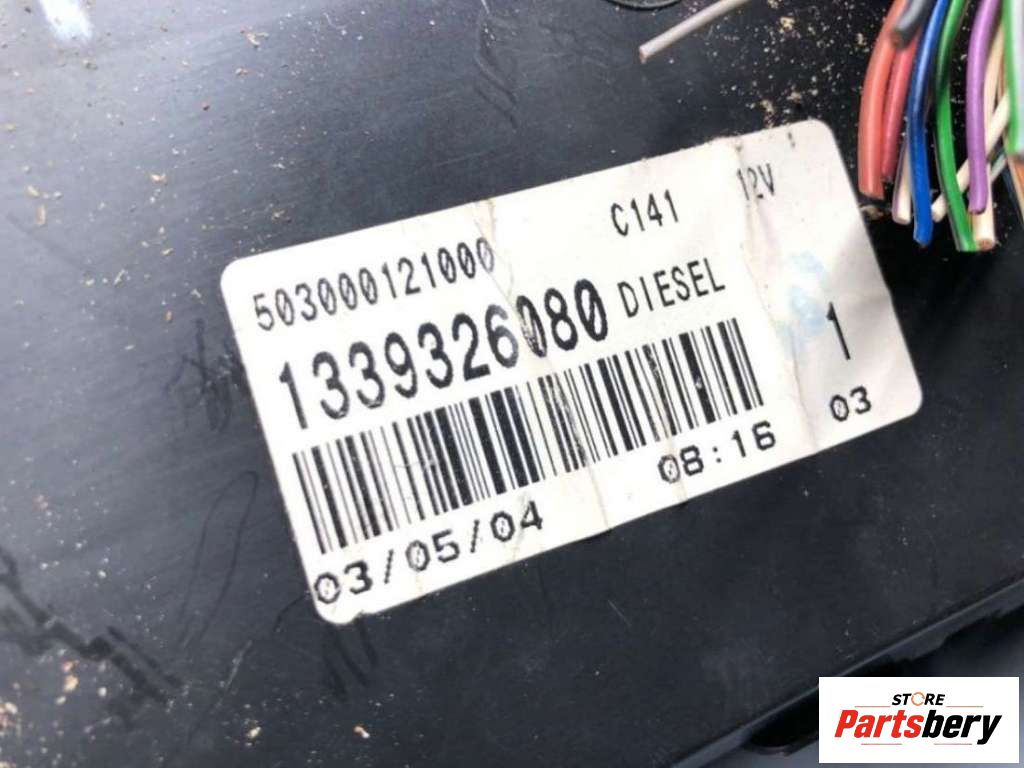 503000121000 C141 12V
1339326080 DIESEL 1
03/05/04 08:16 03
STORE
Partsbery